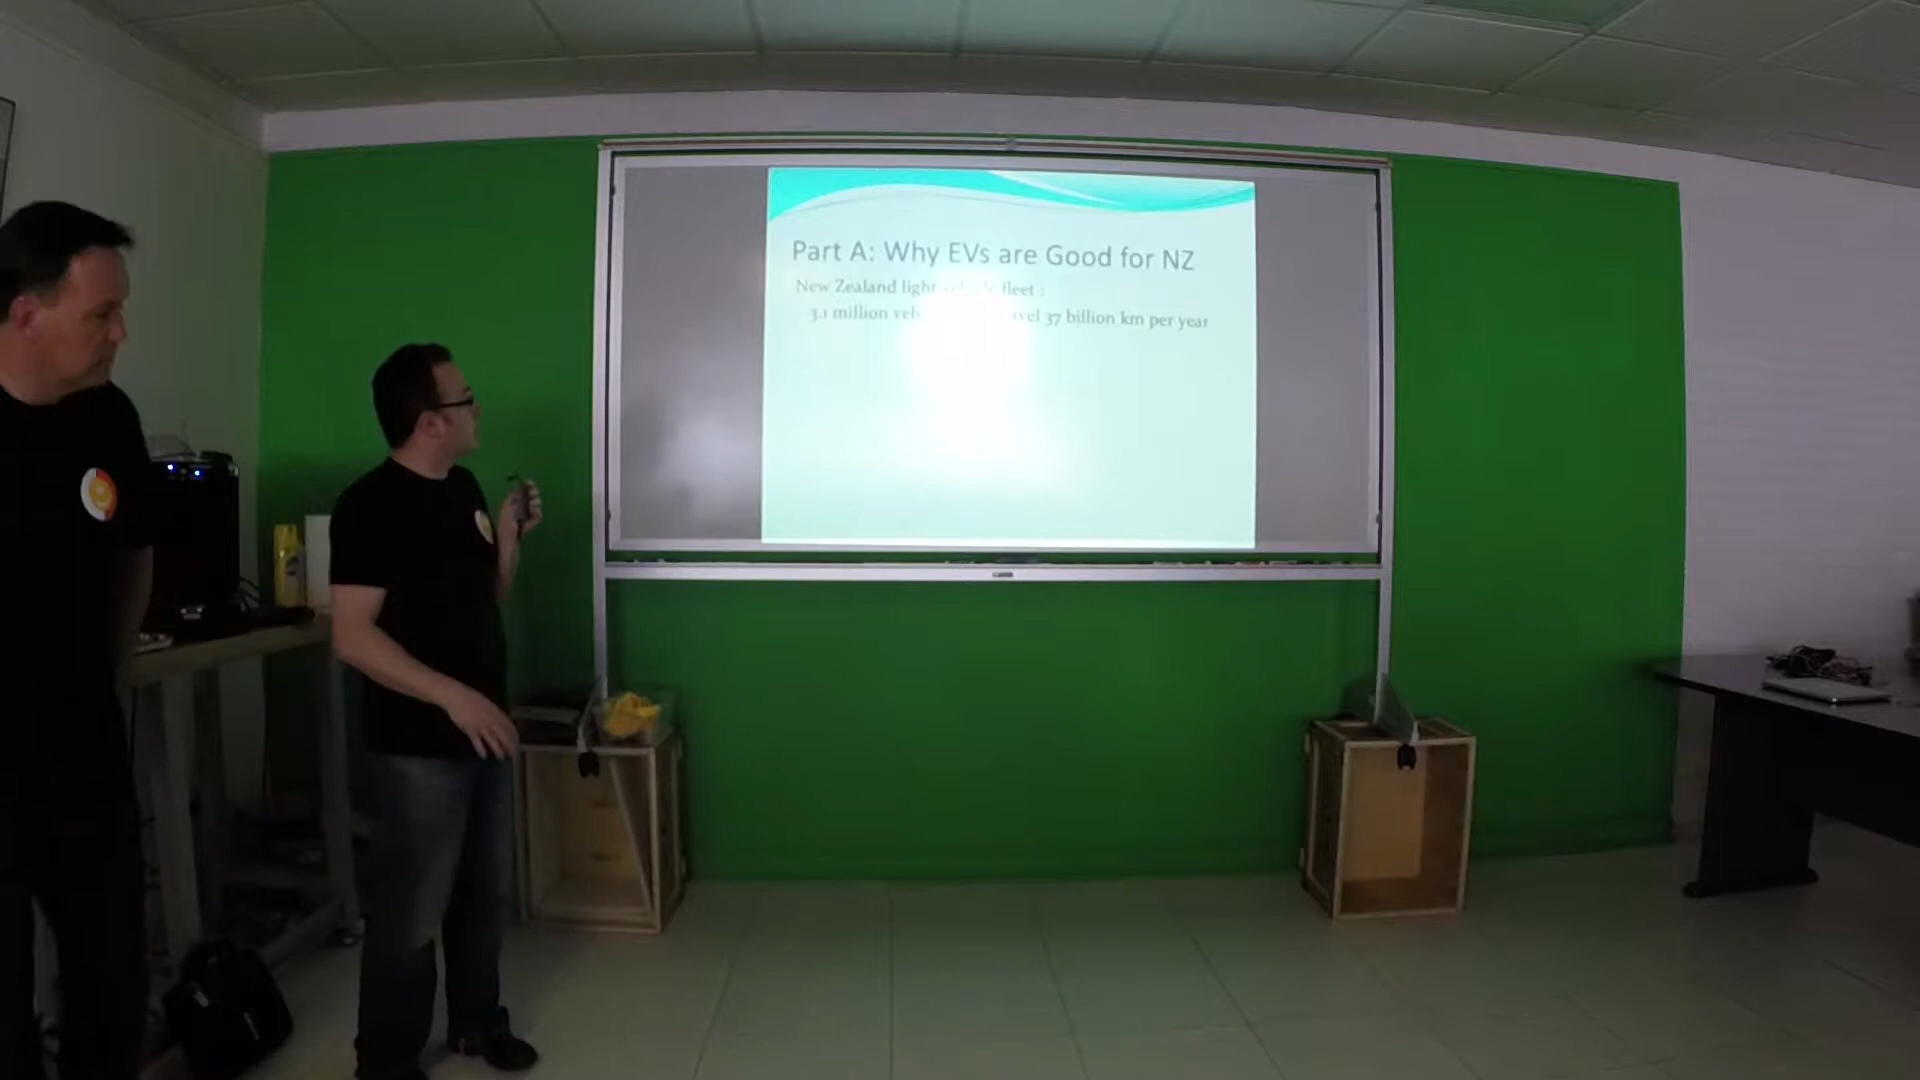 Part A: Why EVs are Good for NZ
New Zealand light fleet :
3.1 million 37 billion km per year